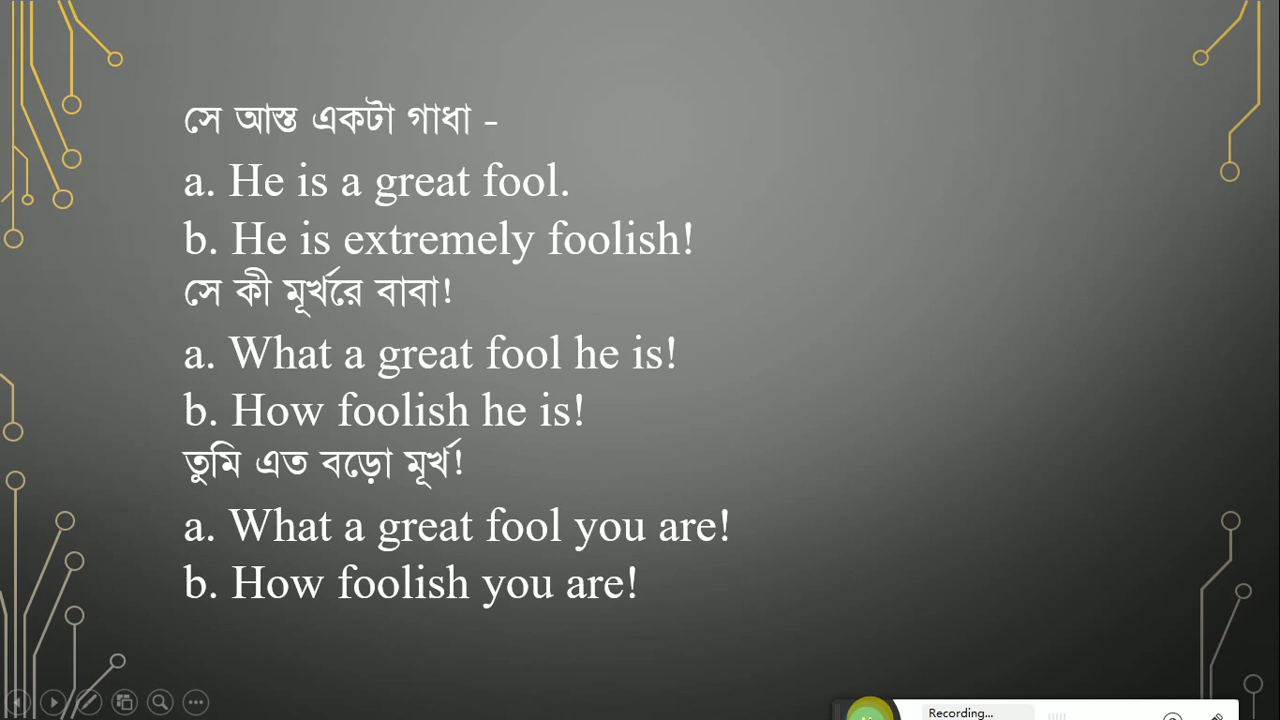 সে আস্ত একটা গাধা -
a. He is a great fool.
b. He is extremely foolish!
সে কী মূর্খরে বাবা!
a. What a great fool he is!
b. How foolish he is!
তুমি এত বড়ো মূর্খ!
a. What a great fool you are!
b. How foolish you are!
Recording...